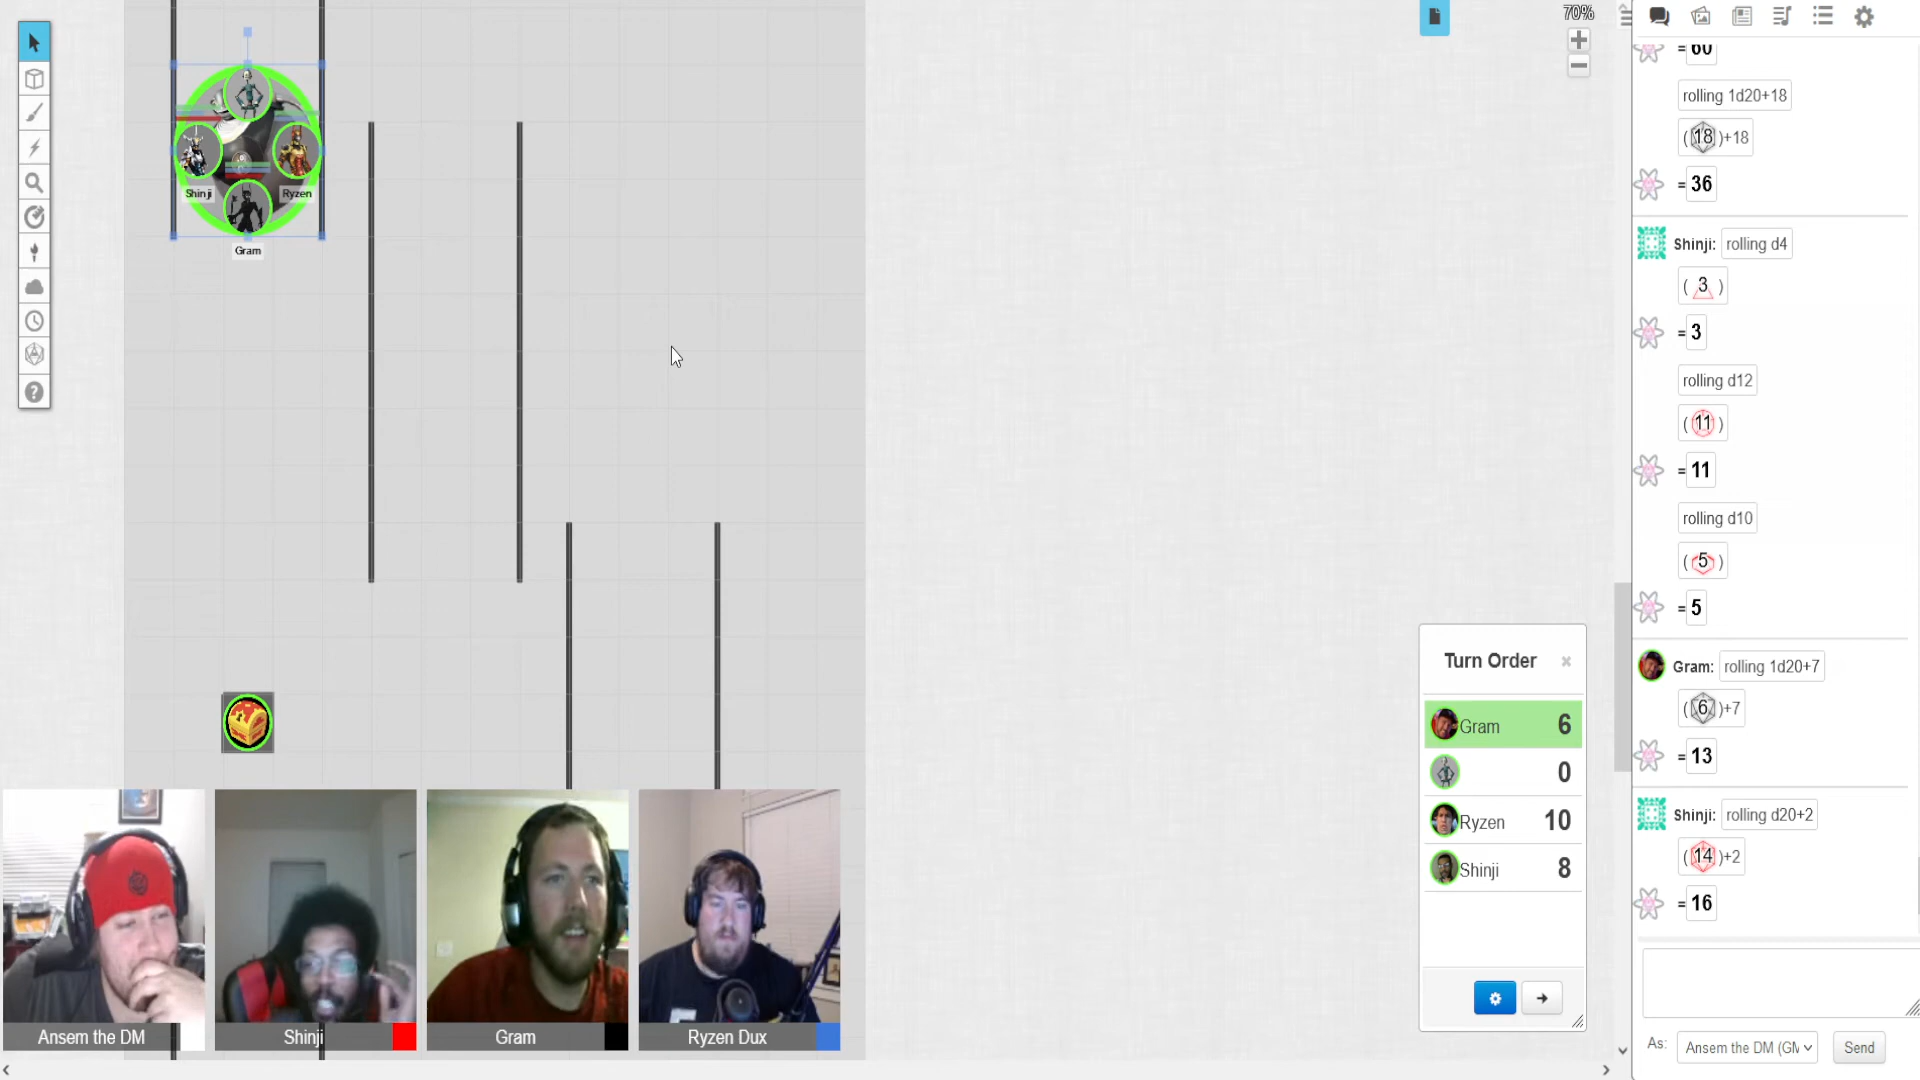 70%
=60
rolling 1d20+18
(18)+18
=36
Shinji: rolling d4
(3)
=3
rolling d12
(11)
=11
rolling d10
(5)
=5
Gram: rolling 1d20+7
(6)+7
=13
Shinji: rolling d20+2
(14)+2
=16
As: Ansem the DM (GM
Send
Shinji
Ryzen
Gram
Turn Order ×
Gram 6
0
Ryzen 10
Shinji 8
Ansem the DM
Shinji
Gram
Ryzen Dux